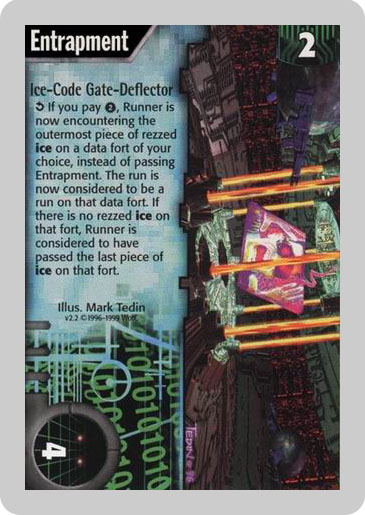 Entrapment
2
Ice-Code Gate-Deflector
➲ If you pay ❷, Runner is
now encountering the
outermost piece of rezzed
ice on a data fort of your
choice, instead of passing
Entrapment. The run is
now considered to be a
run on that data fort. If
there is no rezzed ice on
that fort, Runner is
considered to have
passed the last piece of
ice on that fort.
Illus. Mark Tedin
v2.2 ©1996–1999 WotC
4
TEDIN 96